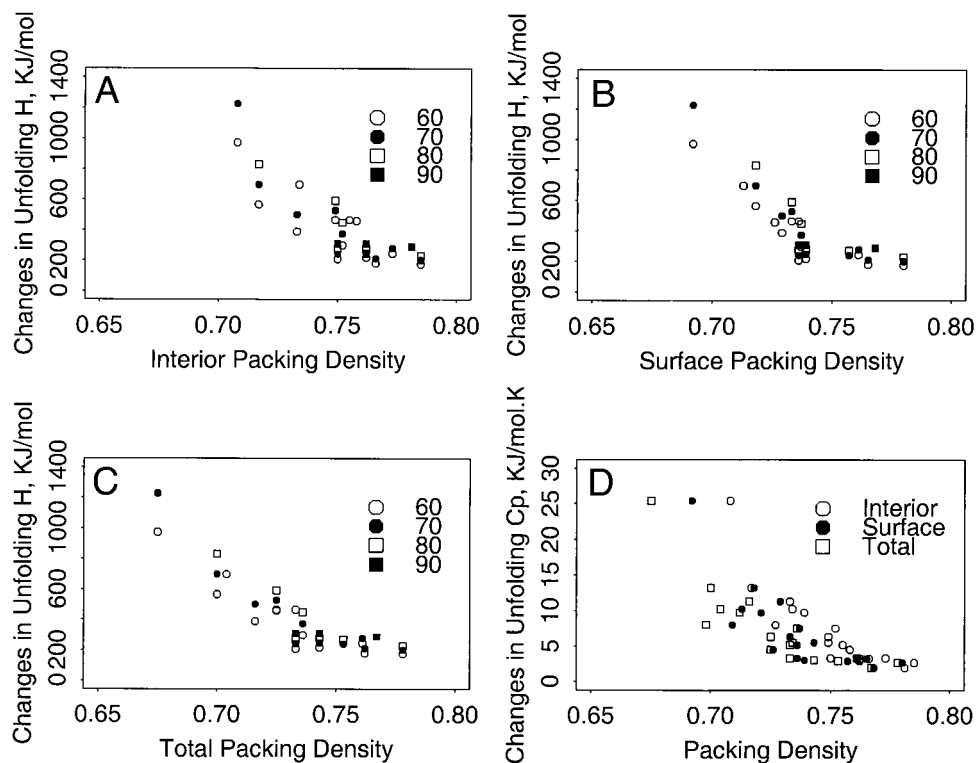 A
Changes in Unfolding H, KJ/mol
0 200 600 1000 1400
60
70
80
90
0.65 0.70 0.75 0.80
Interior Packing Density
B
Changes in Unfolding H, KJ/mol
0 200 600 1000 1400
60
70
80
90
0.65 0.70 0.75 0.80
Surface Packing Density
C
Changes in Unfolding H, KJ/mol
0 200 600 1000 1400
60
70
80
90
0.65 0.70 0.75 0.80
Total Packing Density
D
Changes in Unfolding Cp, KJ/mol.K
0 5 10 15 20 25 30
Interior
Surface
Total
0.65 0.70 0.75 0.80
Packing Density